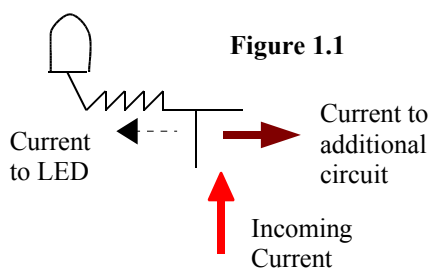 Figure 1.1
Current
to LED
Current to
additional
circuit
Incoming
Current